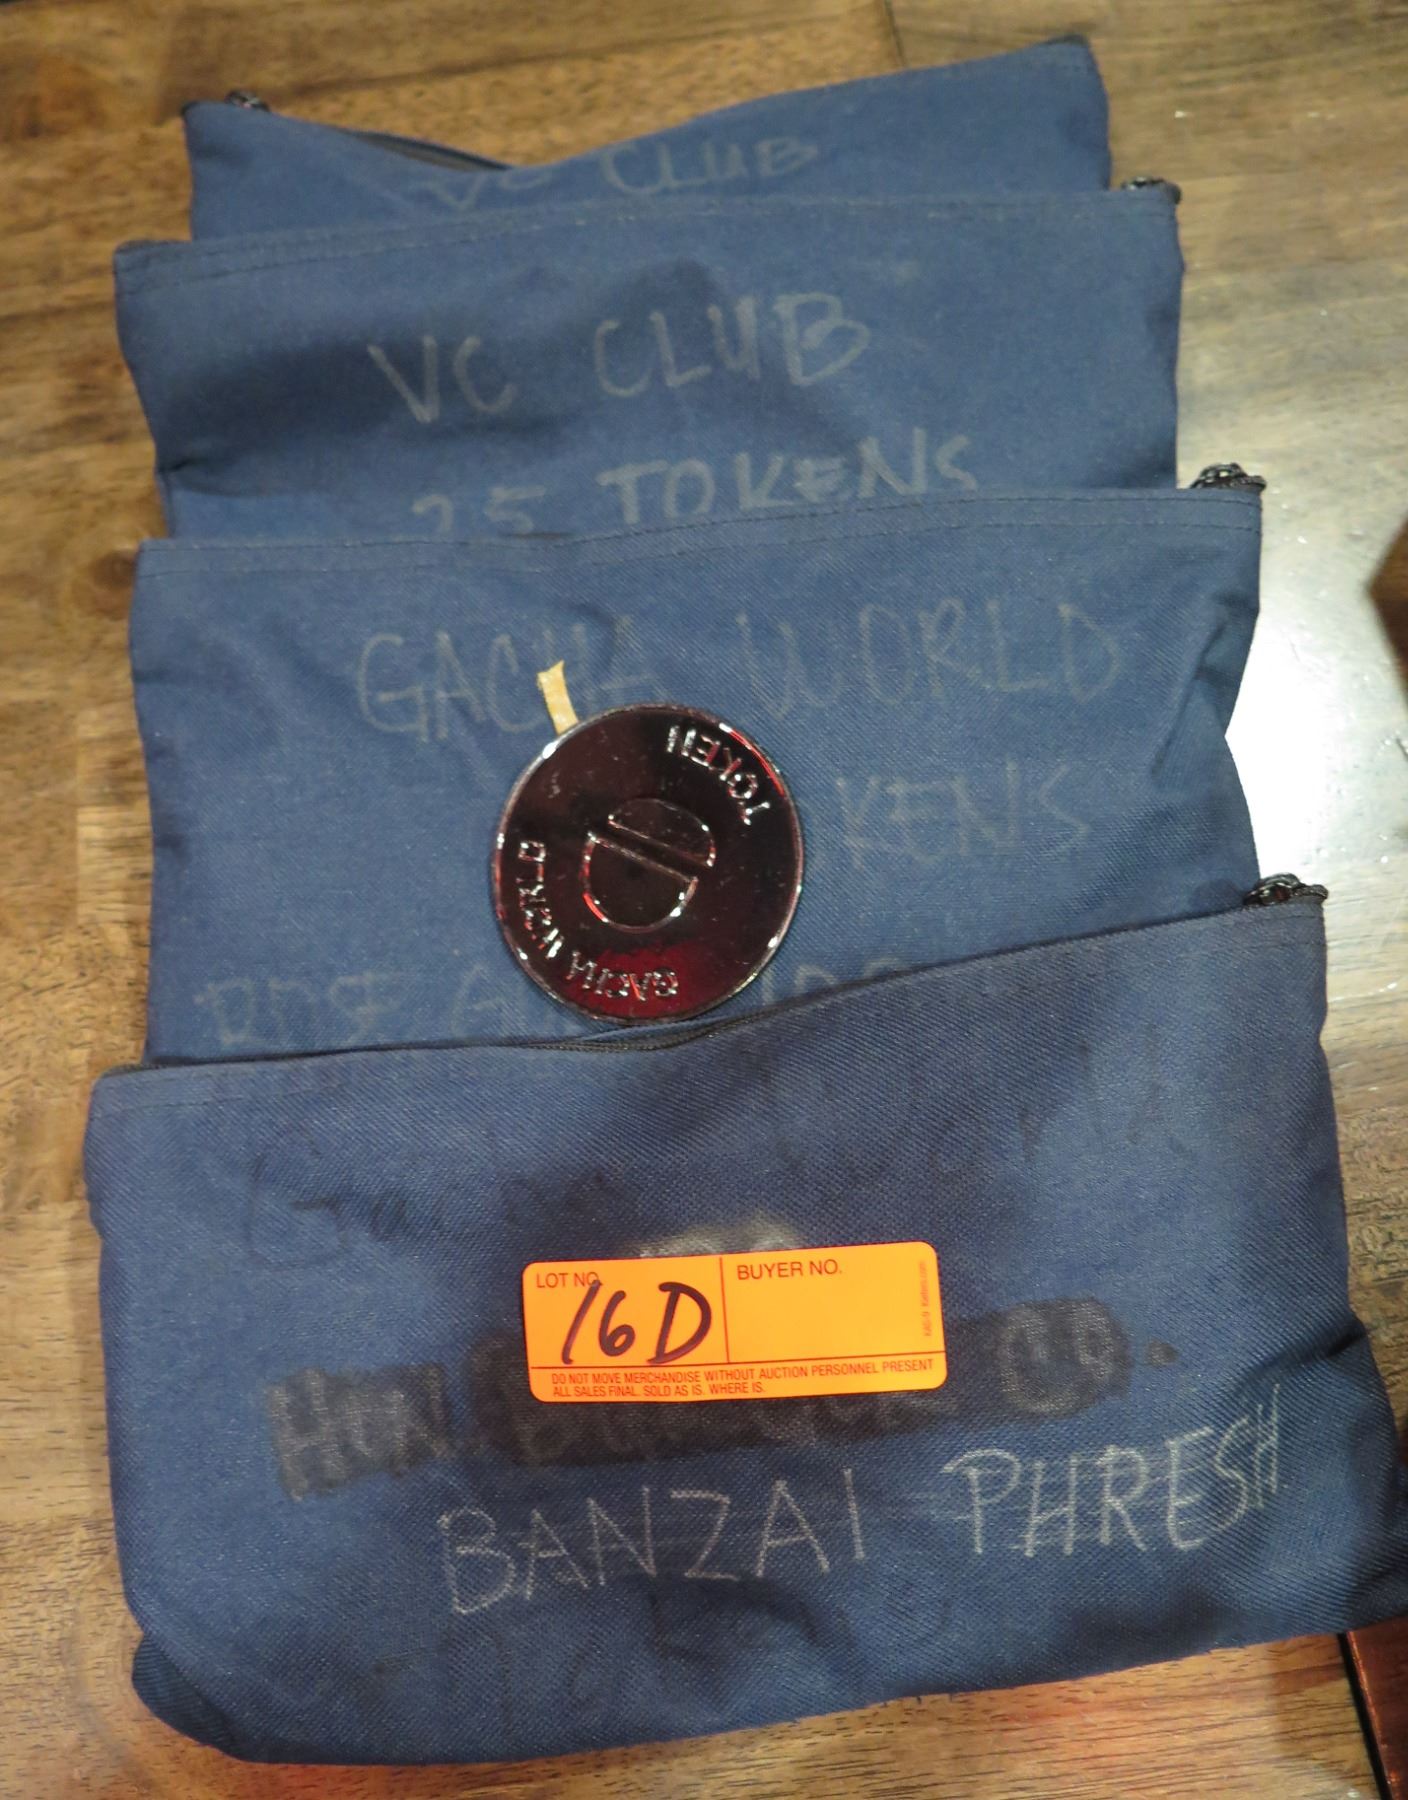 VC CLUB
VC CLUB
25 TOKENS
GACHA WORLD
KENS
TOKEN
GACHA WORLD
LOT NO.
16D
BUYER NO.
DO NOT MOVE MERCHANDISE WITHOUT AUCTION PERSONNEL PRESENT
ALL SALES FINAL. SOLD AS IS. WHERE IS.
BANZAI PHRESH